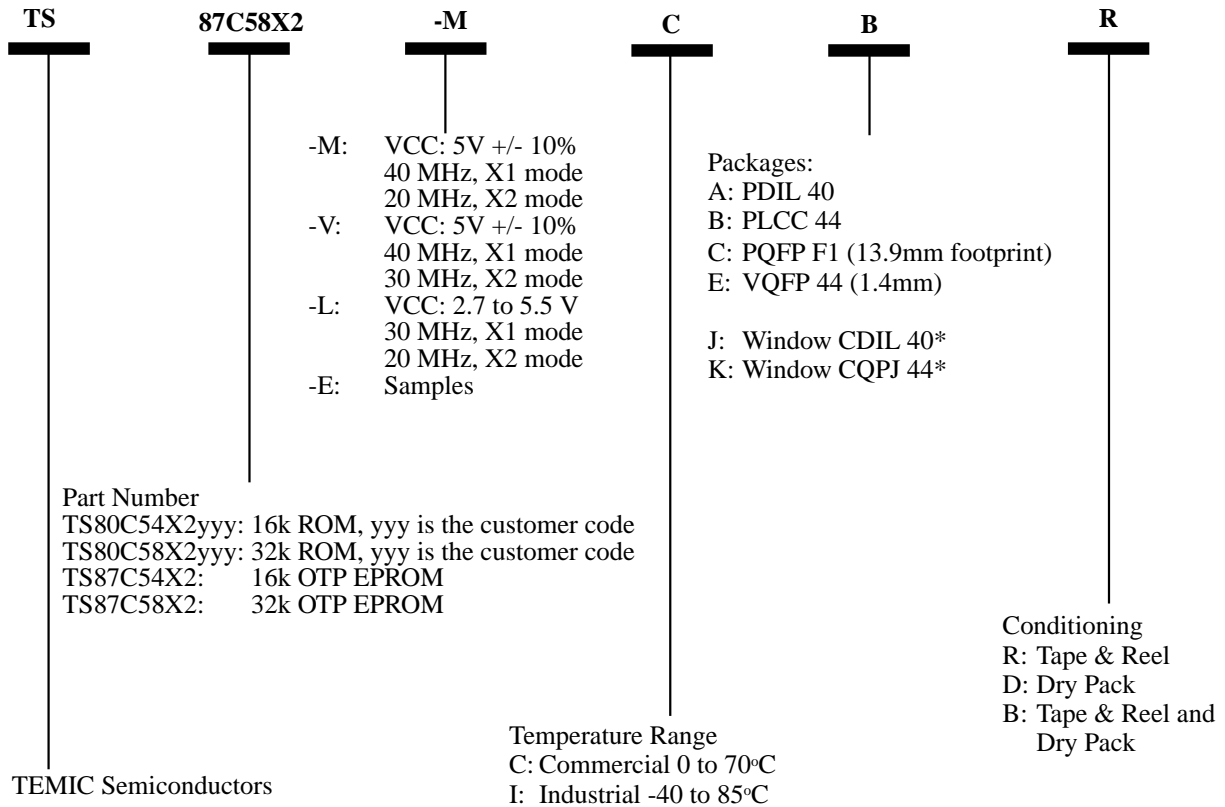 TS 87C58X2 -M C B R
-M: VCC: 5V +/- 10%
40 MHz, X1 mode
20 MHz, X2 mode
-V: VCC: 5V +/- 10%
40 MHz, X1 mode
30 MHz, X2 mode
-L: VCC: 2.7 to 5.5 V
30 MHz, X1 mode
20 MHz, X2 mode
-E: Samples
Packages:
A: PDIL 40
B: PLCC 44
C: PQFP F1 (13.9mm footprint)
E: VQFP 44 (1.4mm)
J: Window CDIL 40*
K: Window CQPJ 44*
Part Number
TS80C54X2yyy: 16k ROM, yyy is the customer code
TS80C58X2yyy: 32k ROM, yyy is the customer code
TS87C54X2: 16k OTP EPROM
TS87C58X2: 32k OTP EPROM
Conditioning
R: Tape & Reel
D: Dry Pack
B: Tape & Reel and
Dry Pack
Temperature Range
C: Commercial 0 to 70°C
I: Industrial -40 to 85°C
TEMIC Semiconductors